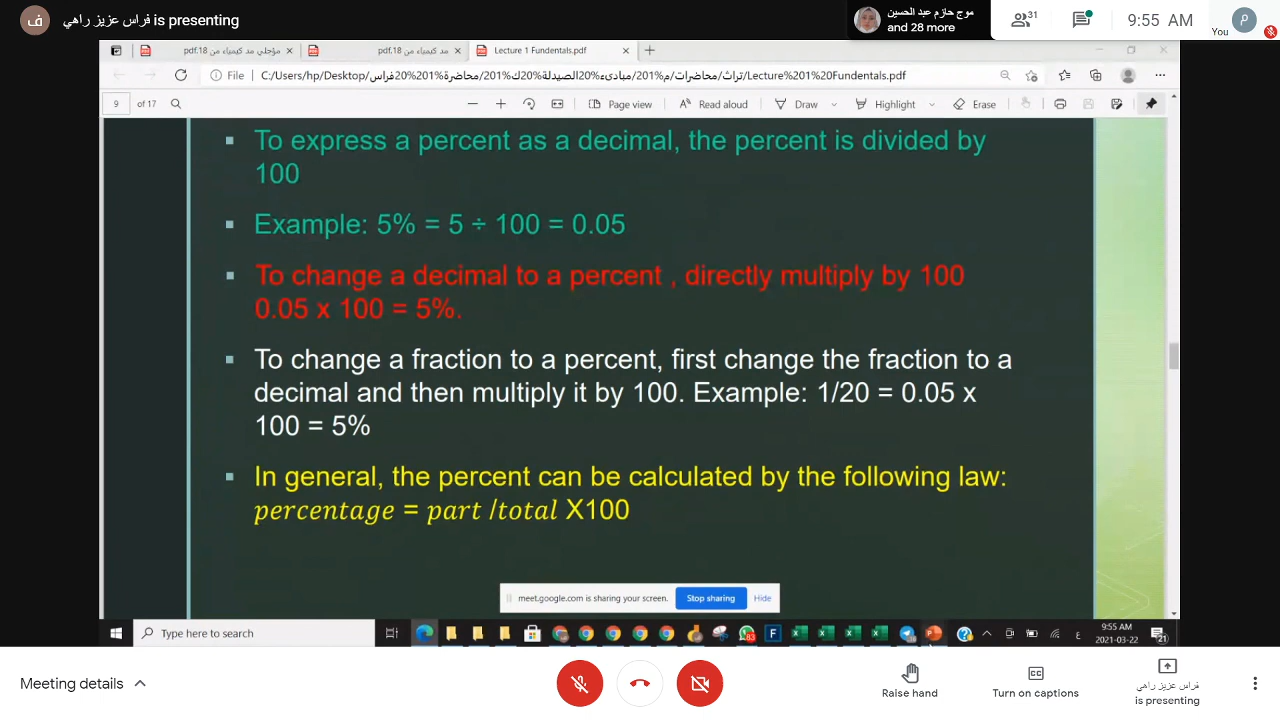 ف
فراس عزيز راهي is presenting
موج حازم عبد الحسين
and 28 more
31
9:55 AM
You
P
مؤجلي مد كيمياء من 18.pdf
مد كيمياء من 18.pdf
Lecture 1 Fundentals.pdf
File
C:/Users/hp/Desktop/تراث/محاضرات/م1%20مبادىء%20الصيدلة%20ك1%20/محاضرة1%20%20فراس/Lecture%201%20Fundentals.pdf
9 of 17
Page view
Read aloud
Draw
Highlight
Erase
To express a percent as a decimal, the percent is divided by
100
Example: 5% = 5 ÷ 100 = 0.05
To change a decimal to a percent , directly multiply by 100
0.05 x 100 = 5%.
To change a fraction to a percent, first change the fraction to a
decimal and then multiply it by 100. Example: 1/20 = 0.05 x
100 = 5%
In general, the percent can be calculated by the following law:
percentage = part /total X100
meet.google.com is sharing your screen.
Stop sharing
Hide
Type here to search
83
F
ع
9:55 AM
2021-03-22
21
Meeting details
Raise hand
Turn on captions
فراس عزيز راهي
is presenting